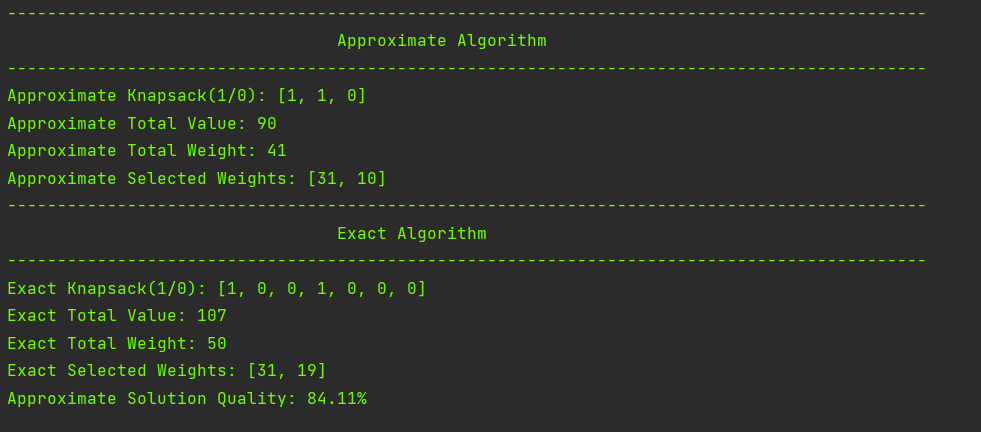 --------------------------------------------------------------------------------------------
Approximate Algorithm
--------------------------------------------------------------------------------------------
Approximate Knapsack(1/0): [1, 1, 0]
Approximate Total Value: 90
Approximate Total Weight: 41
Approximate Selected Weights: [31, 10]
--------------------------------------------------------------------------------------------
Exact Algorithm
--------------------------------------------------------------------------------------------
Exact Knapsack(1/0): [1, 0, 0, 1, 0, 0, 0]
Exact Total Value: 107
Exact Total Weight: 50
Exact Selected Weights: [31, 19]
Approximate Solution Quality: 84.11%